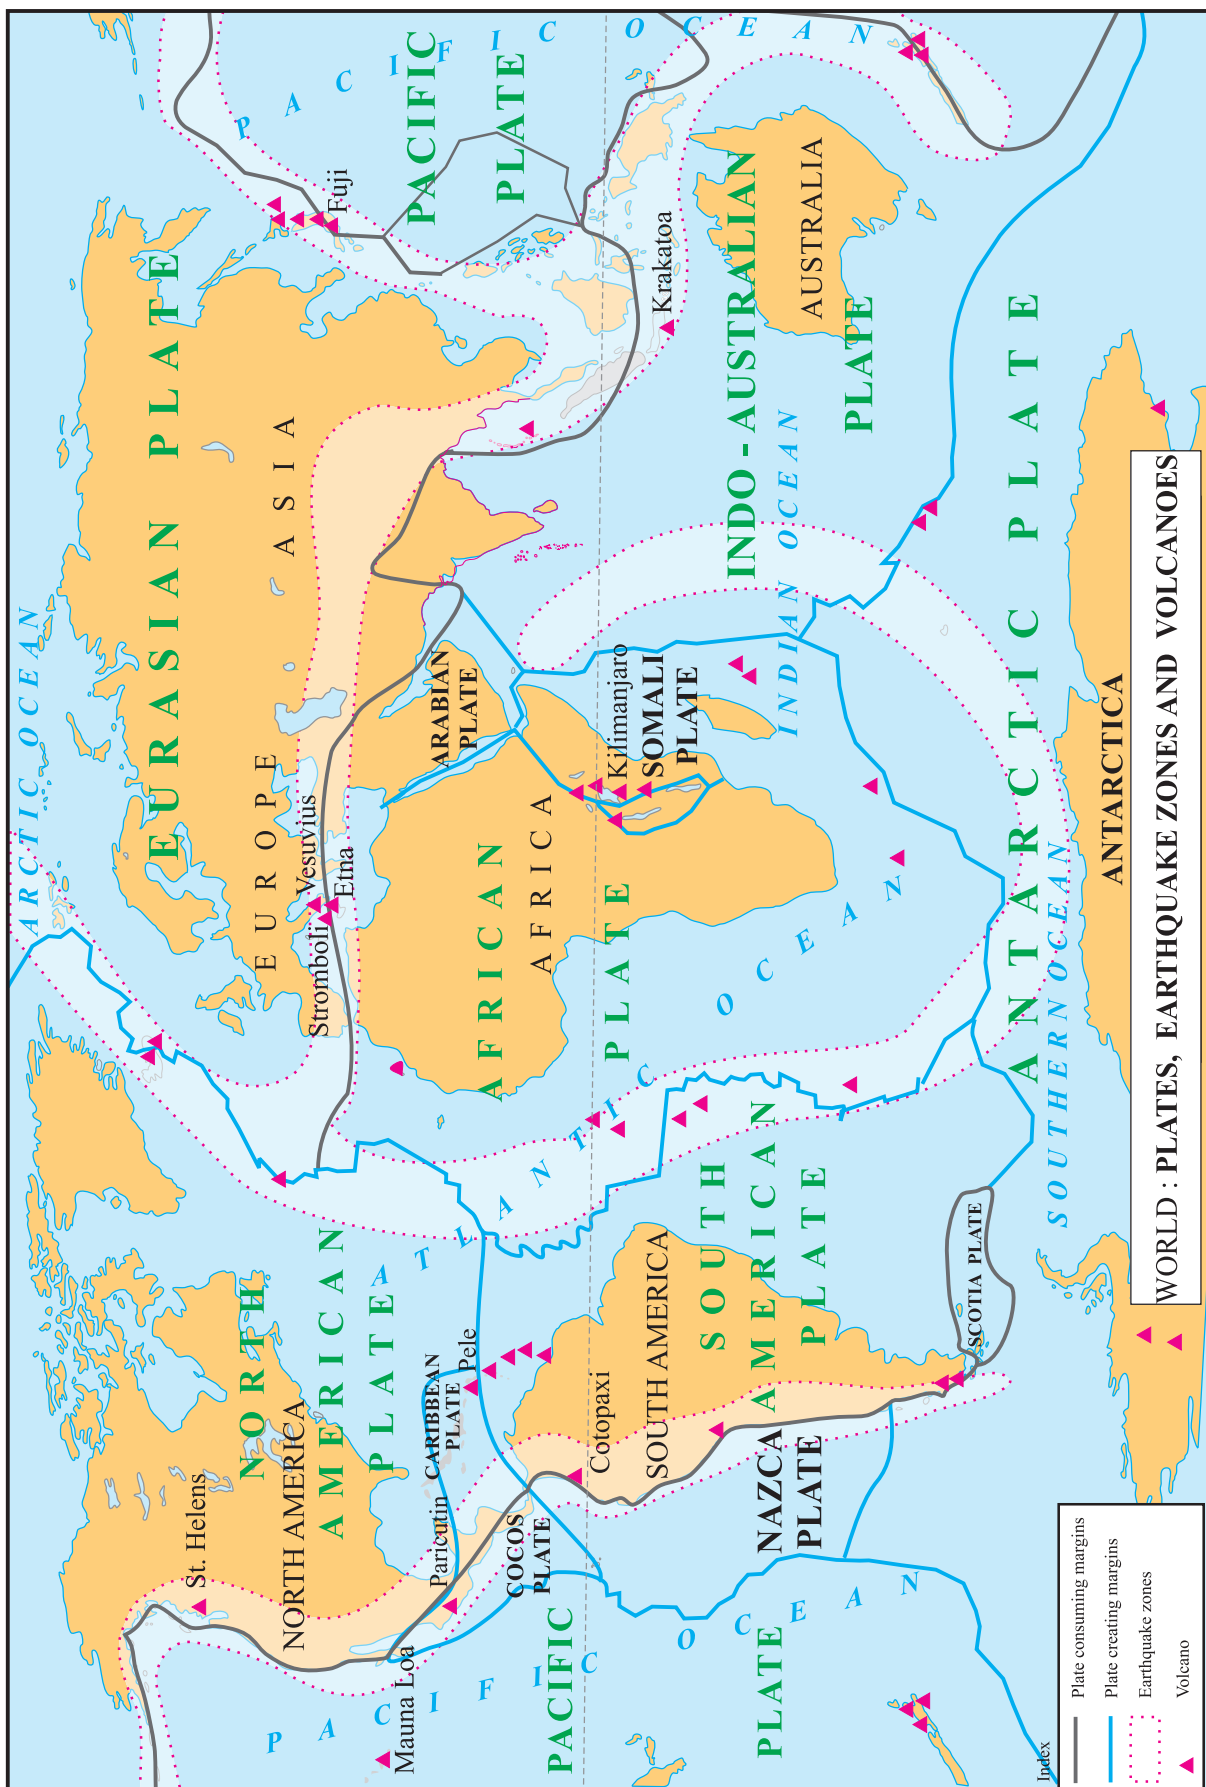 ARCTIC OCEAN
EURASIAN PLATE
EUROPE
ASIA
Vesuvius
Stromboli
Etna
Fuji
PACIFIC OCEAN
PACIFIC
PLATE
St. Helens
NORTH AMERICA
NORTH
AMERICAN
PLATE
ATLANTIC OCEAN
Mauna Loa
Paricutin
CARIBBEAN
PLATE
Pele
COCOS
PLATE
PACIFIC OCEAN
PACIFIC
PLATE
Cotopaxi
SOUTH AMERICA
SOUTH
AMERICAN
PLATE
NAZCA
PLATE
SCOTIA PLATE
AFRICAN
PLATE
AFRICA
ARABIAN
PLATE
Kilimanjaro
SOMALI
PLATE
Krakatoa
INDO - AUSTRALIAN
PLATE
INDIAN OCEAN
INDIAN OCEAN
AUSTRALIA
ANTARCTIC PLATE
SOUTHERN OCEAN
ANTARCTICA
WORLD : PLATES, EARTHQUAKE ZONES AND VOLCANOES
Index
Plate consuming margins
Plate creating margins
Earthquake zones
Volcano